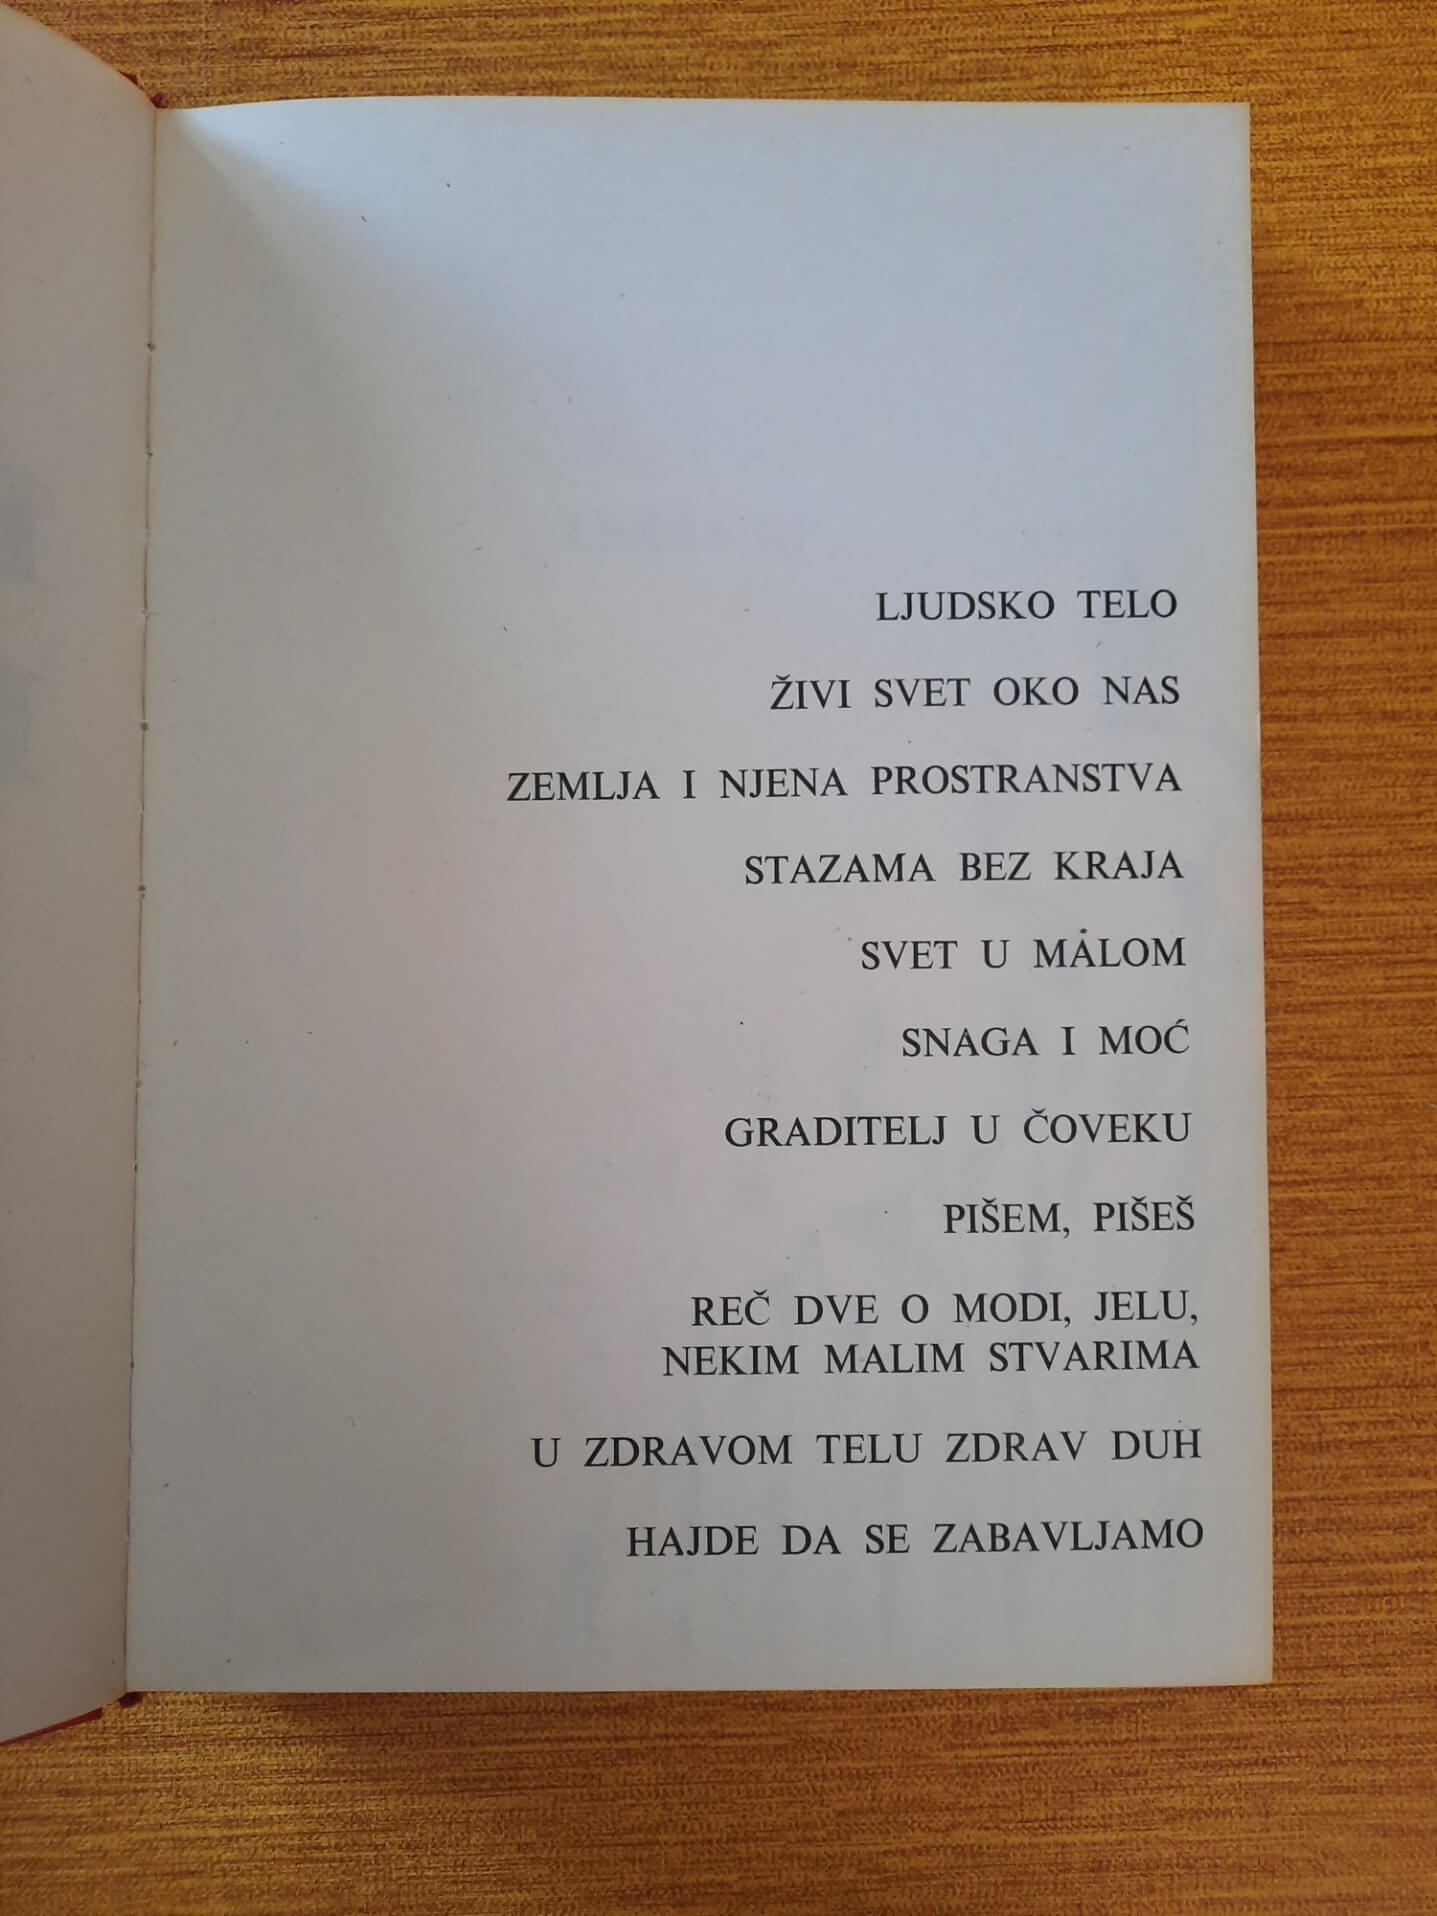 LJUDSKO TELO
ŽIVI SVET OKO NAS
ZEMLJA I NJENA PROSTRANSTVA
STAZAMA BEZ KRAJA
SVET U MALOM
SNAGA I MOĆ
GRADITELJ U ČOVEKU
PIŠEM, PIŠEŠ
REČ DVE O MODI, JELU,
NEKIM MALIM STVARIMA
U ZDRAVOM TELU ZDRAV DUH
HAJDE DA SE ZABAVLJAMO